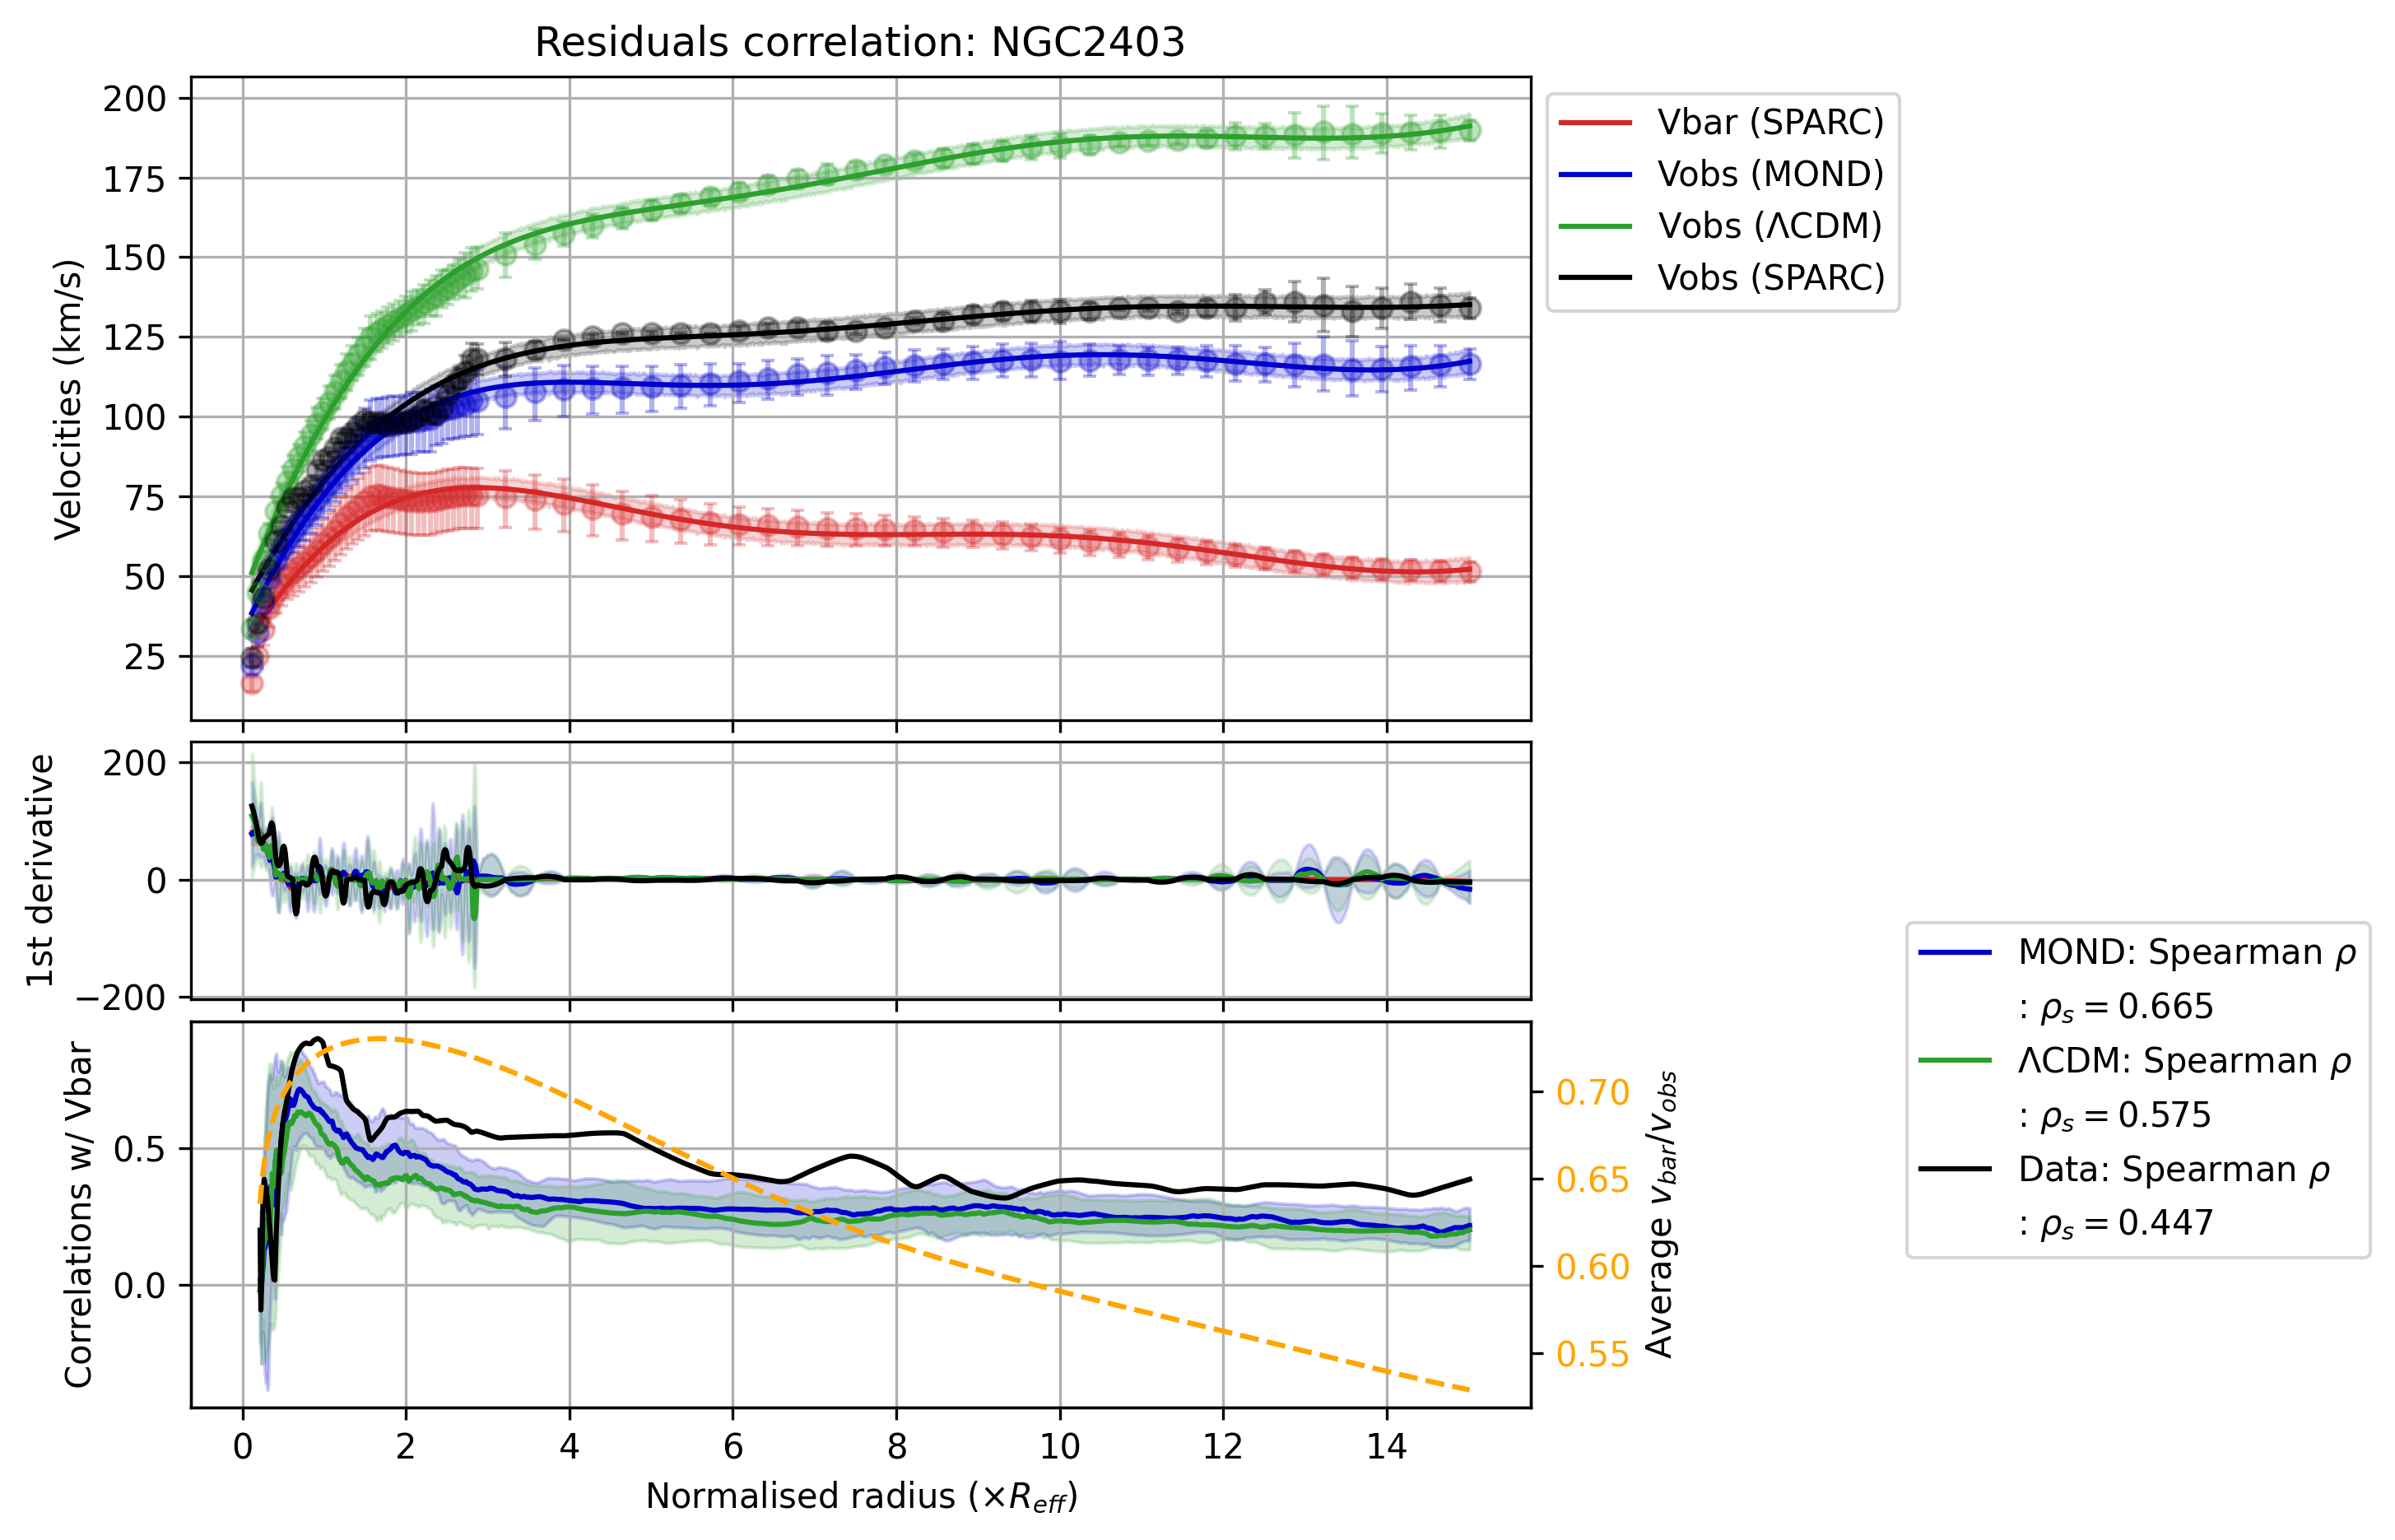 Residuals correlation: NGC2403
200
175
150
125
100
75
50
25
Velocities (km/s)
Vbar (SPARC)
Vobs (MOND)
Vobs (ΛCDM)
Vobs (SPARC)
200
0
−200
1st derivative
0.5
0.0
Correlations w/ Vbar
0.70
0.65
0.60
0.55
Average v_bar/v_obs
MOND: Spearman ρ
: ρ_s = 0.665
ΛCDM: Spearman ρ
: ρ_s = 0.575
Data: Spearman ρ
: ρ_s = 0.447
0 2 4 6 8 10 12 14
Normalised radius (×R_eff)